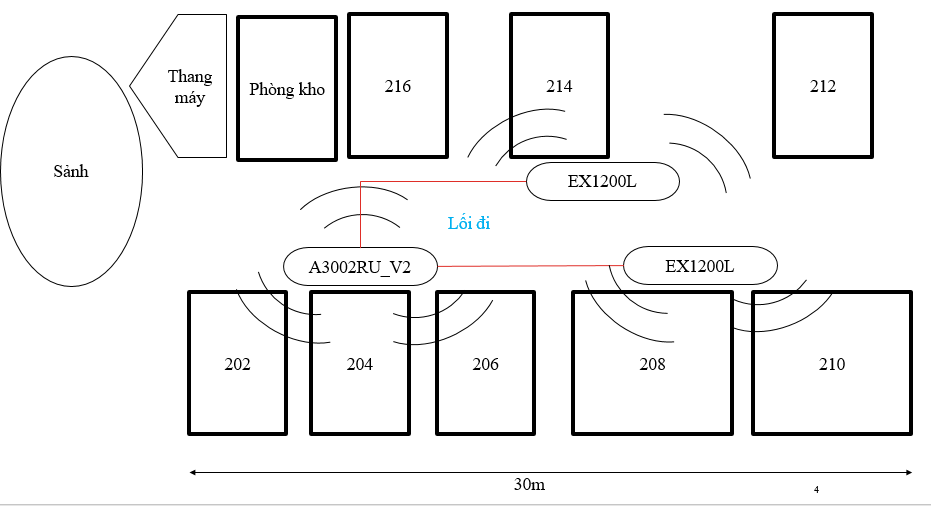 Sảnh
Thang
máy
Phòng kho
216
214
212
EX1200L
Lối đi
A3002RU_V2
EX1200L
202
204
206
208
210
30m
4